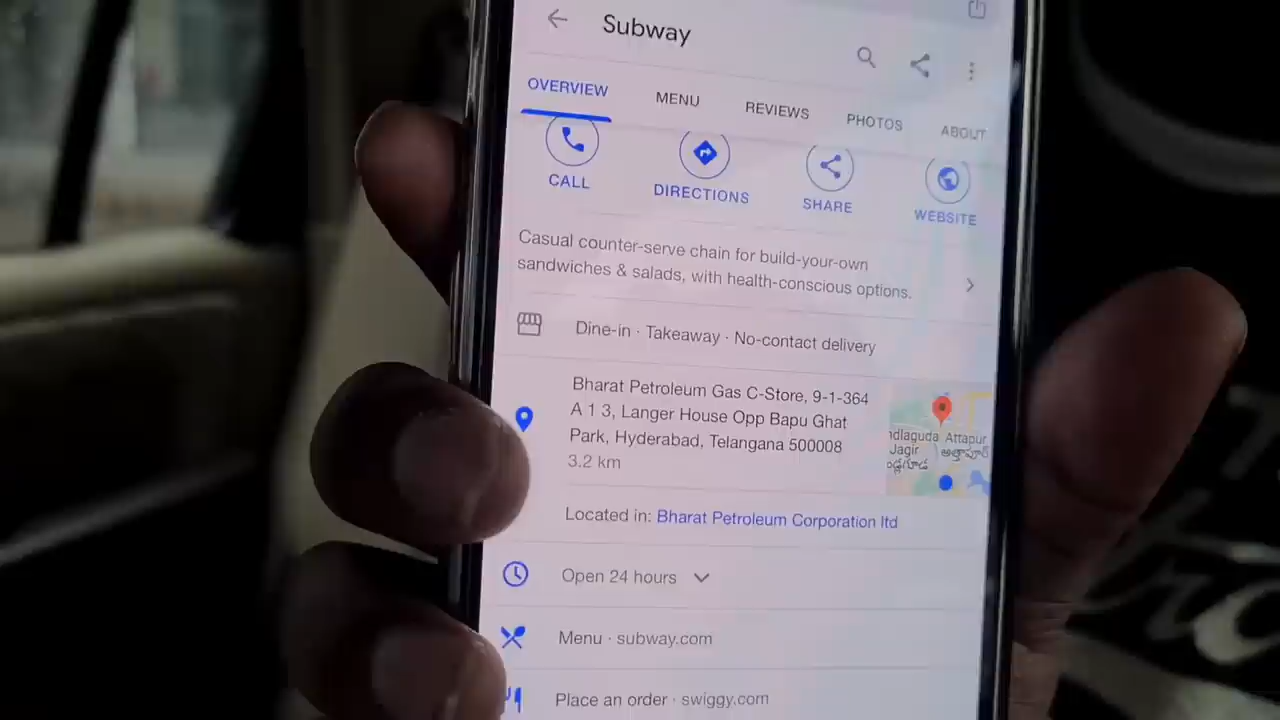 Subway
OVERVIEW MENU REVIEWS PHOTOS ABOUT
CALL DIRECTIONS SHARE WEBSITE
Casual counter-serve chain for build-your-own
sandwiches & salads, with health-conscious options.
Dine-in · Takeaway · No-contact delivery
Bharat Petroleum Gas C-Store, 9-1-364
A 1 3, Langer House Opp Bapu Ghat
Park, Hyderabad, Telangana 500008
3.2 km
Attapur
Jagir
Located in: Bharat Petroleum Corporation ltd
Open 24 hours
Menu · subway.com
Place an order · swiggy.com